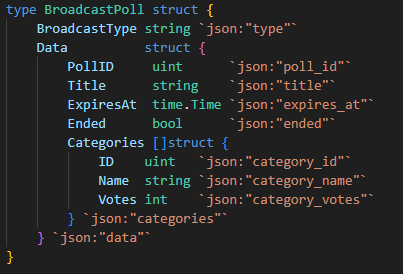 type BroadcastPoll struct {
    BroadcastType string `json:"type"`
    Data          struct {
        PollID     uint      `json:"poll_id"`
        Title      string    `json:"title"`
        ExpiresAt  time.Time `json:"expires_at"`
        Ended      bool      `json:"ended"`
        Categories []struct {
            ID    uint   `json:"category_id"`
            Name  string `json:"category_name"`
            Votes int    `json:"category_votes"`
        } `json:"categories"`
    } `json:"data"`
}